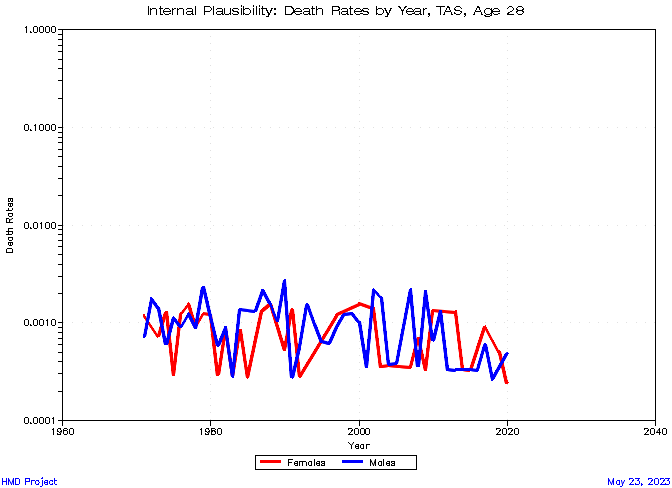 Internal Plausibility: Death Rates by Year, TAS, Age 28
1.0000
0.1000
0.0100
0.0010
0.0001
Death Rates
1960
1980
2000
2020
2040
Year
Females
Males
HMD Project
May 23, 2023